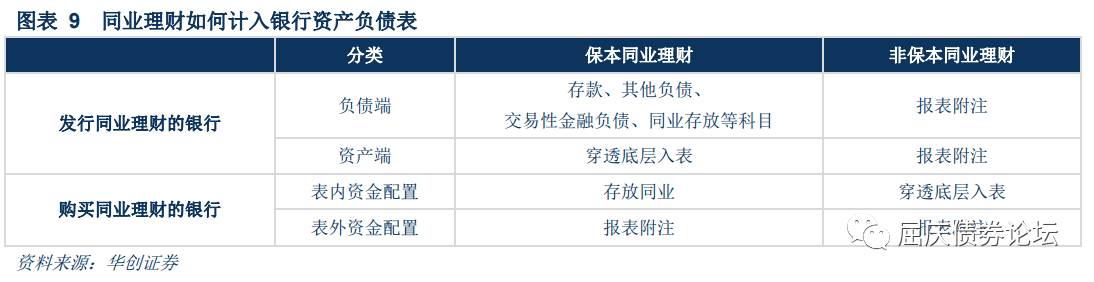 图表 9 同业理财如何计入银行资产负债表
分类 保本同业理财 非保本同业理财
发行同业理财的银行
负债端 存款、其他负债、
交易性金融负债、同业存放等科目 报表附注
资产端 穿透底层入表 报表附注
购买同业理财的银行
表内资金配置 存放同业 穿透底层入表
表外资金配置 报表附注 报表附注
屈庆债券论坛
资料来源：华创证券